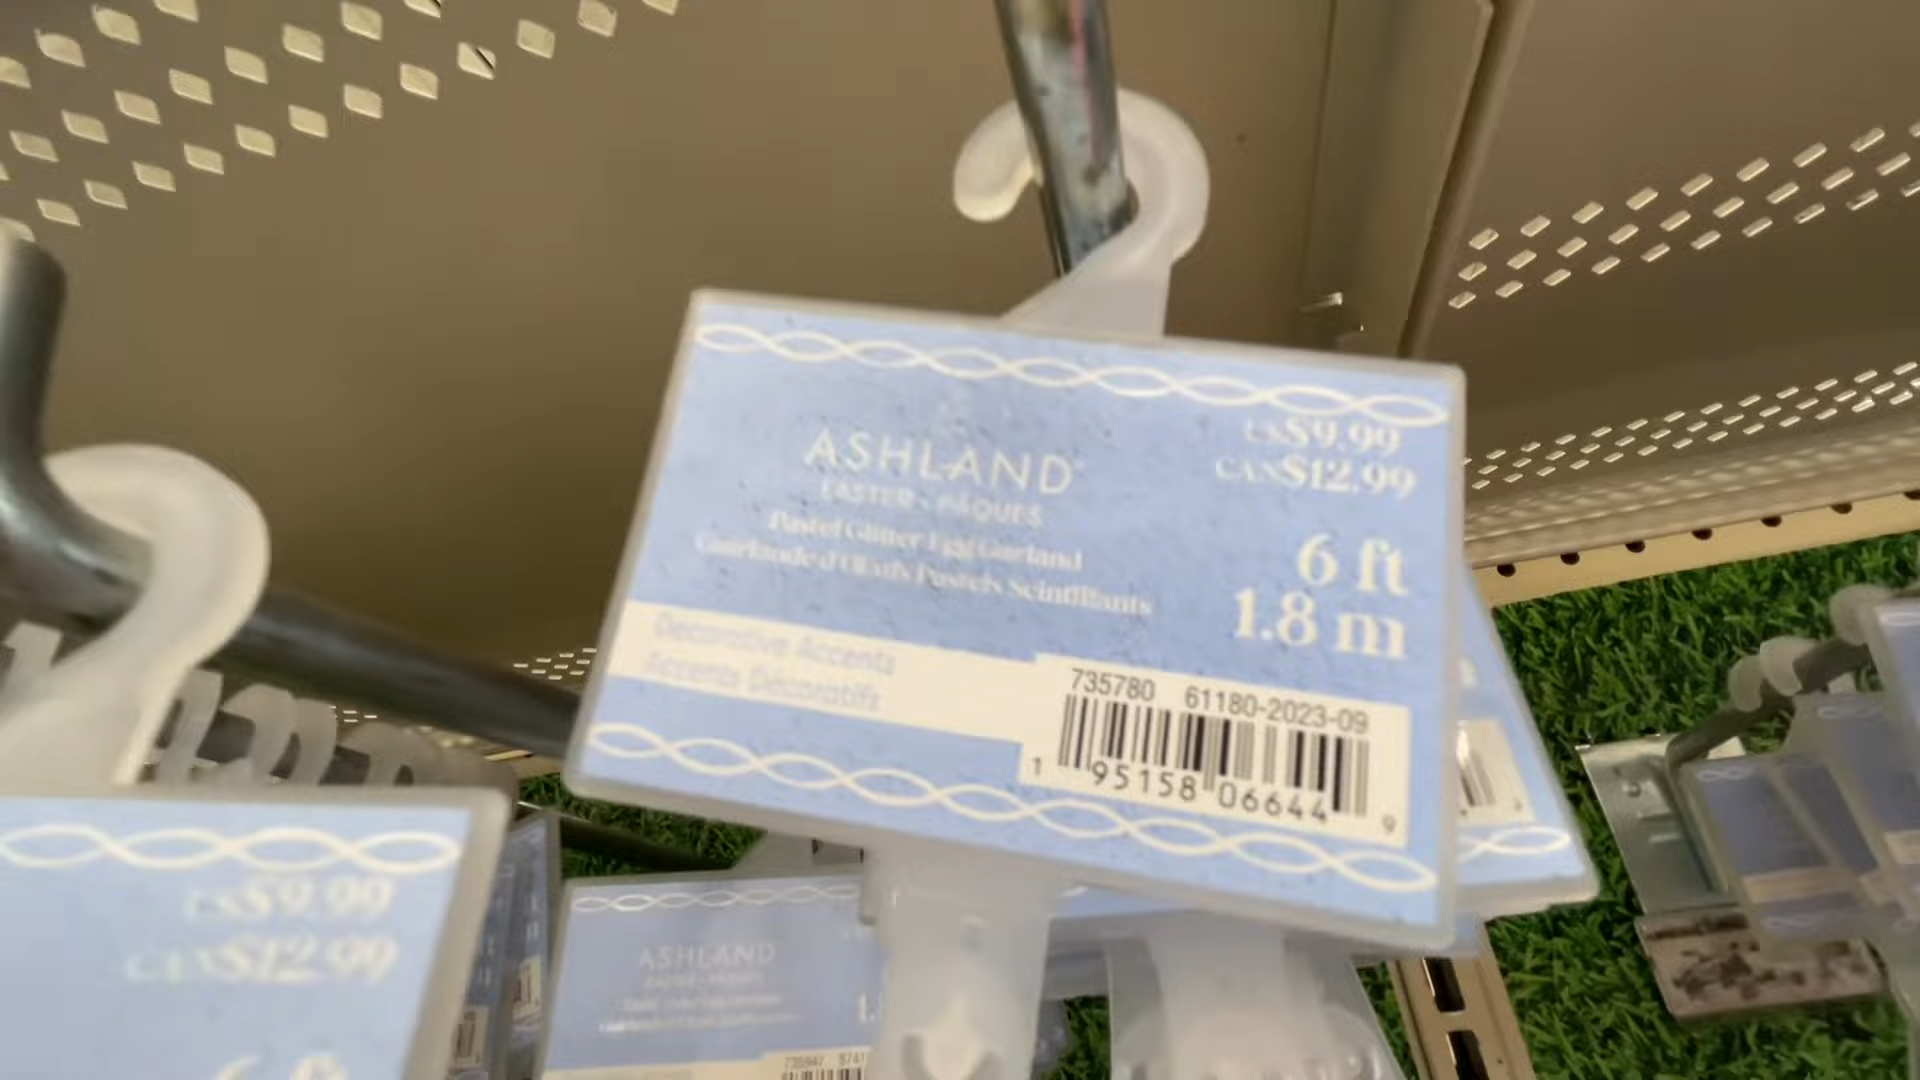 US$9.99
CAN$12.99
ASHLAND
EASTER - PÂQUES
Pastel Glitter Egg Garland
Guirlande d'Œufs Pastels Scintillants
6 ft
1.8 m
Decorative Accents
Accents Décoratifs
735780 61180-2023-09
1 95158 06644 9
US$9.99
CAN$12.99
ASHLAND